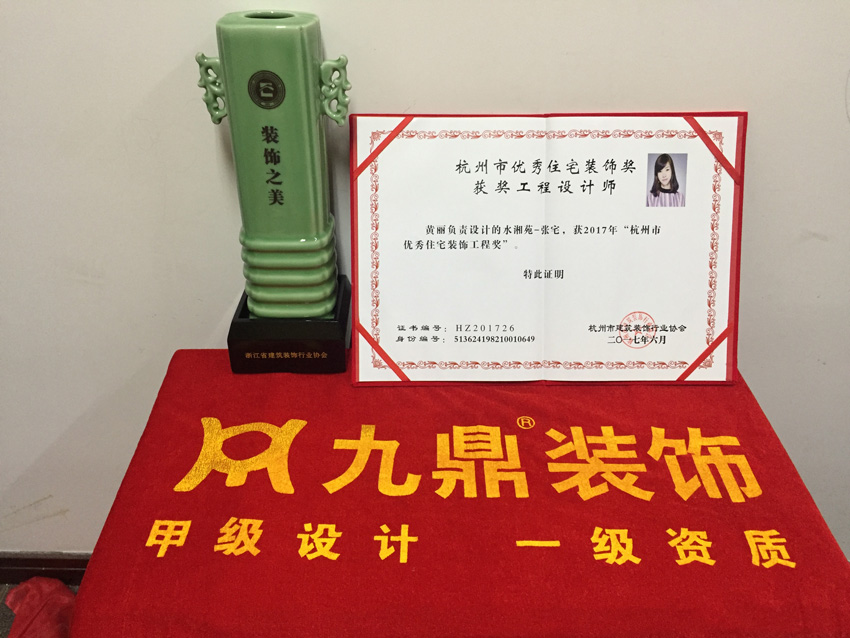 装饰之美
浙江省建筑装饰行业协会
杭州市优秀住宅装饰奖
获奖工程设计师
黄丽负责设计的水湘苑-张宅，获2017年“杭州市
优秀住宅装饰工程奖”。
特此证明
证书编号：HZ201726
身份编号：513624198210010649
杭州市建筑装饰行业协会
二〇一七年六月
九鼎®装饰
甲级设计 一级资质